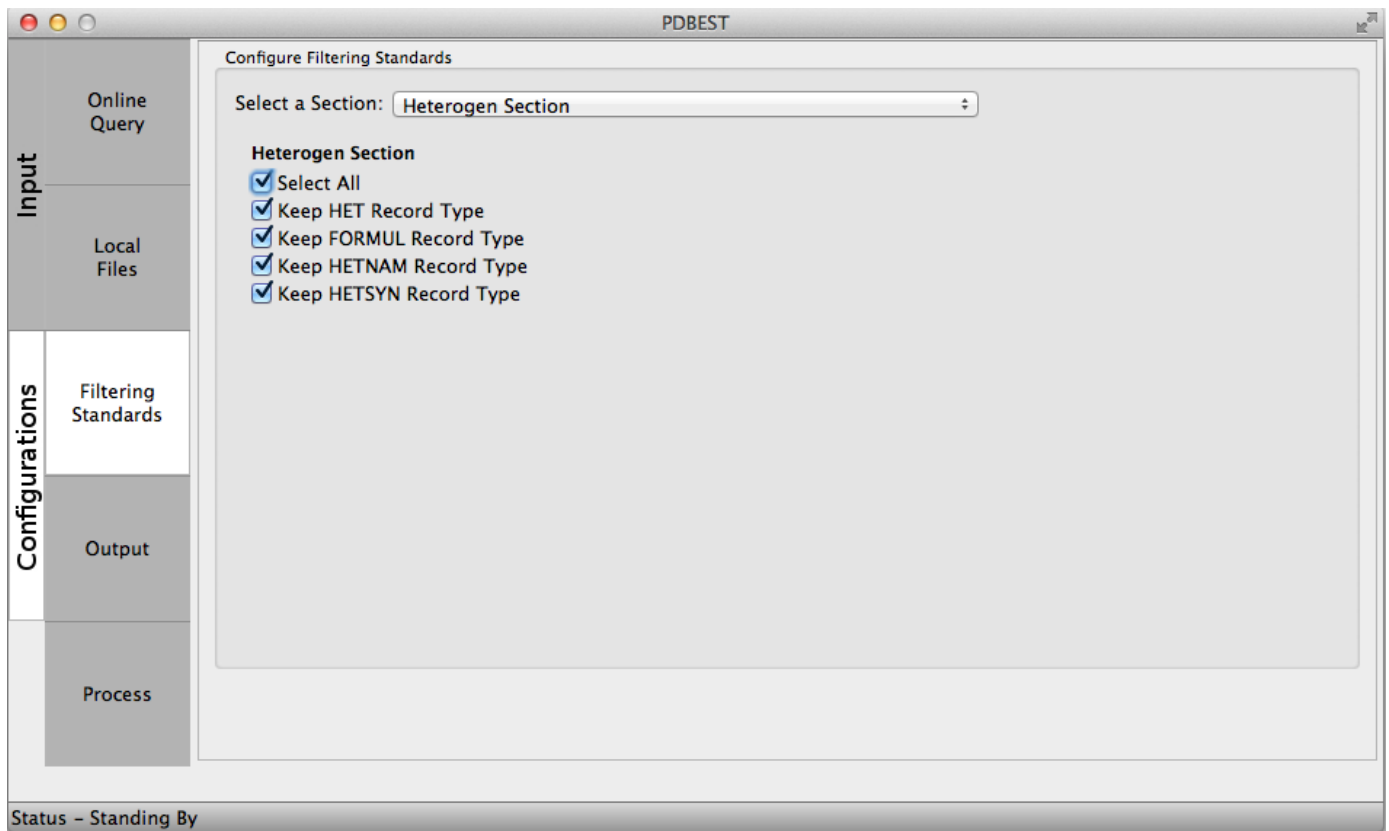 PDBEST
Input
Online
Query
Local
Files
Configurations
Filtering
Standards
Output
Process
Configure Filtering Standards
Select a Section: Heterogen Section
Heterogen Section
Select All
Keep HET Record Type
Keep FORMUL Record Type
Keep HETNAM Record Type
Keep HETSYN Record Type
Status – Standing By